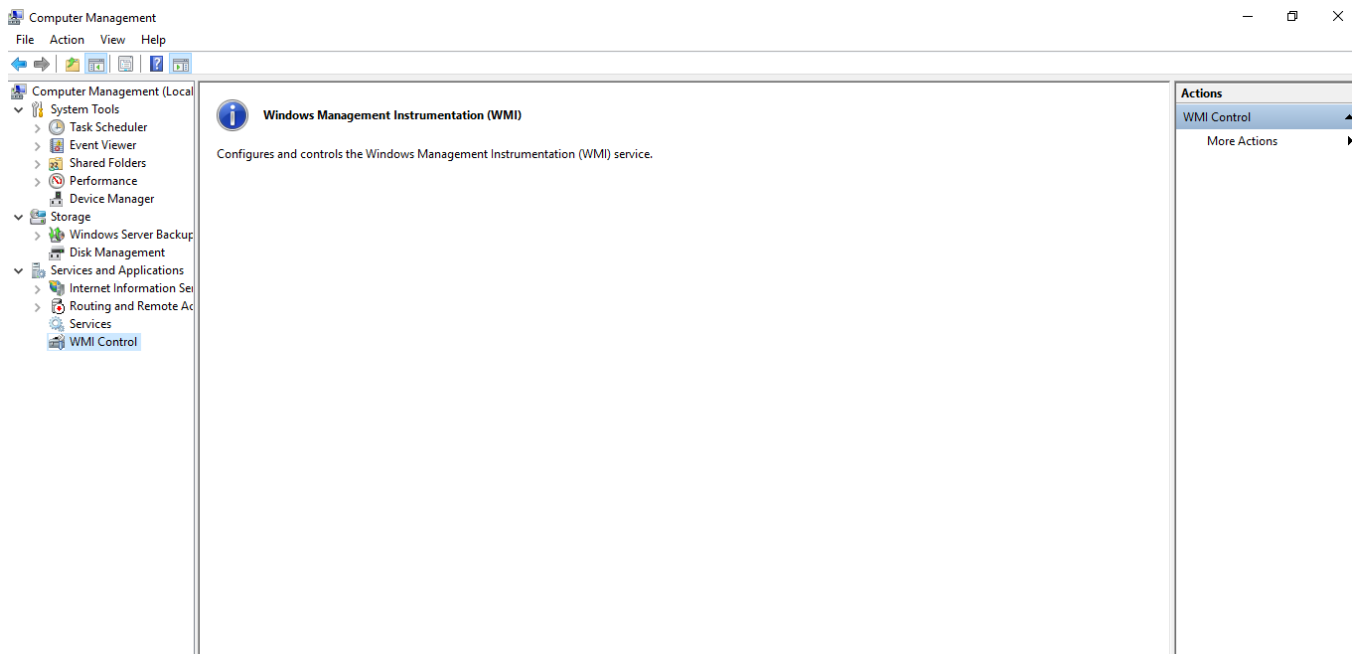 Computer Management
File Action View Help
Computer Management (Local
System Tools
Task Scheduler
Event Viewer
Shared Folders
Performance
Device Manager
Storage
Windows Server Backup
Disk Management
Services and Applications
Internet Information Ser
Routing and Remote Ac
Services
WMI Control
Windows Management Instrumentation (WMI)
Configures and controls the Windows Management Instrumentation (WMI) service.
Actions
WMI Control
More Actions